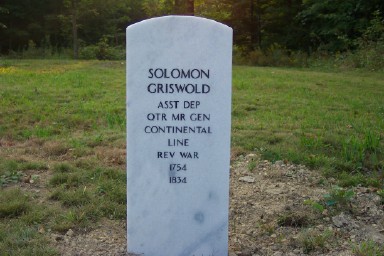 SOLOMON
GRISWOLD
ASST DEP
QTR MR GEN
CONTINENTAL
LINE
REV WAR
1754
1834